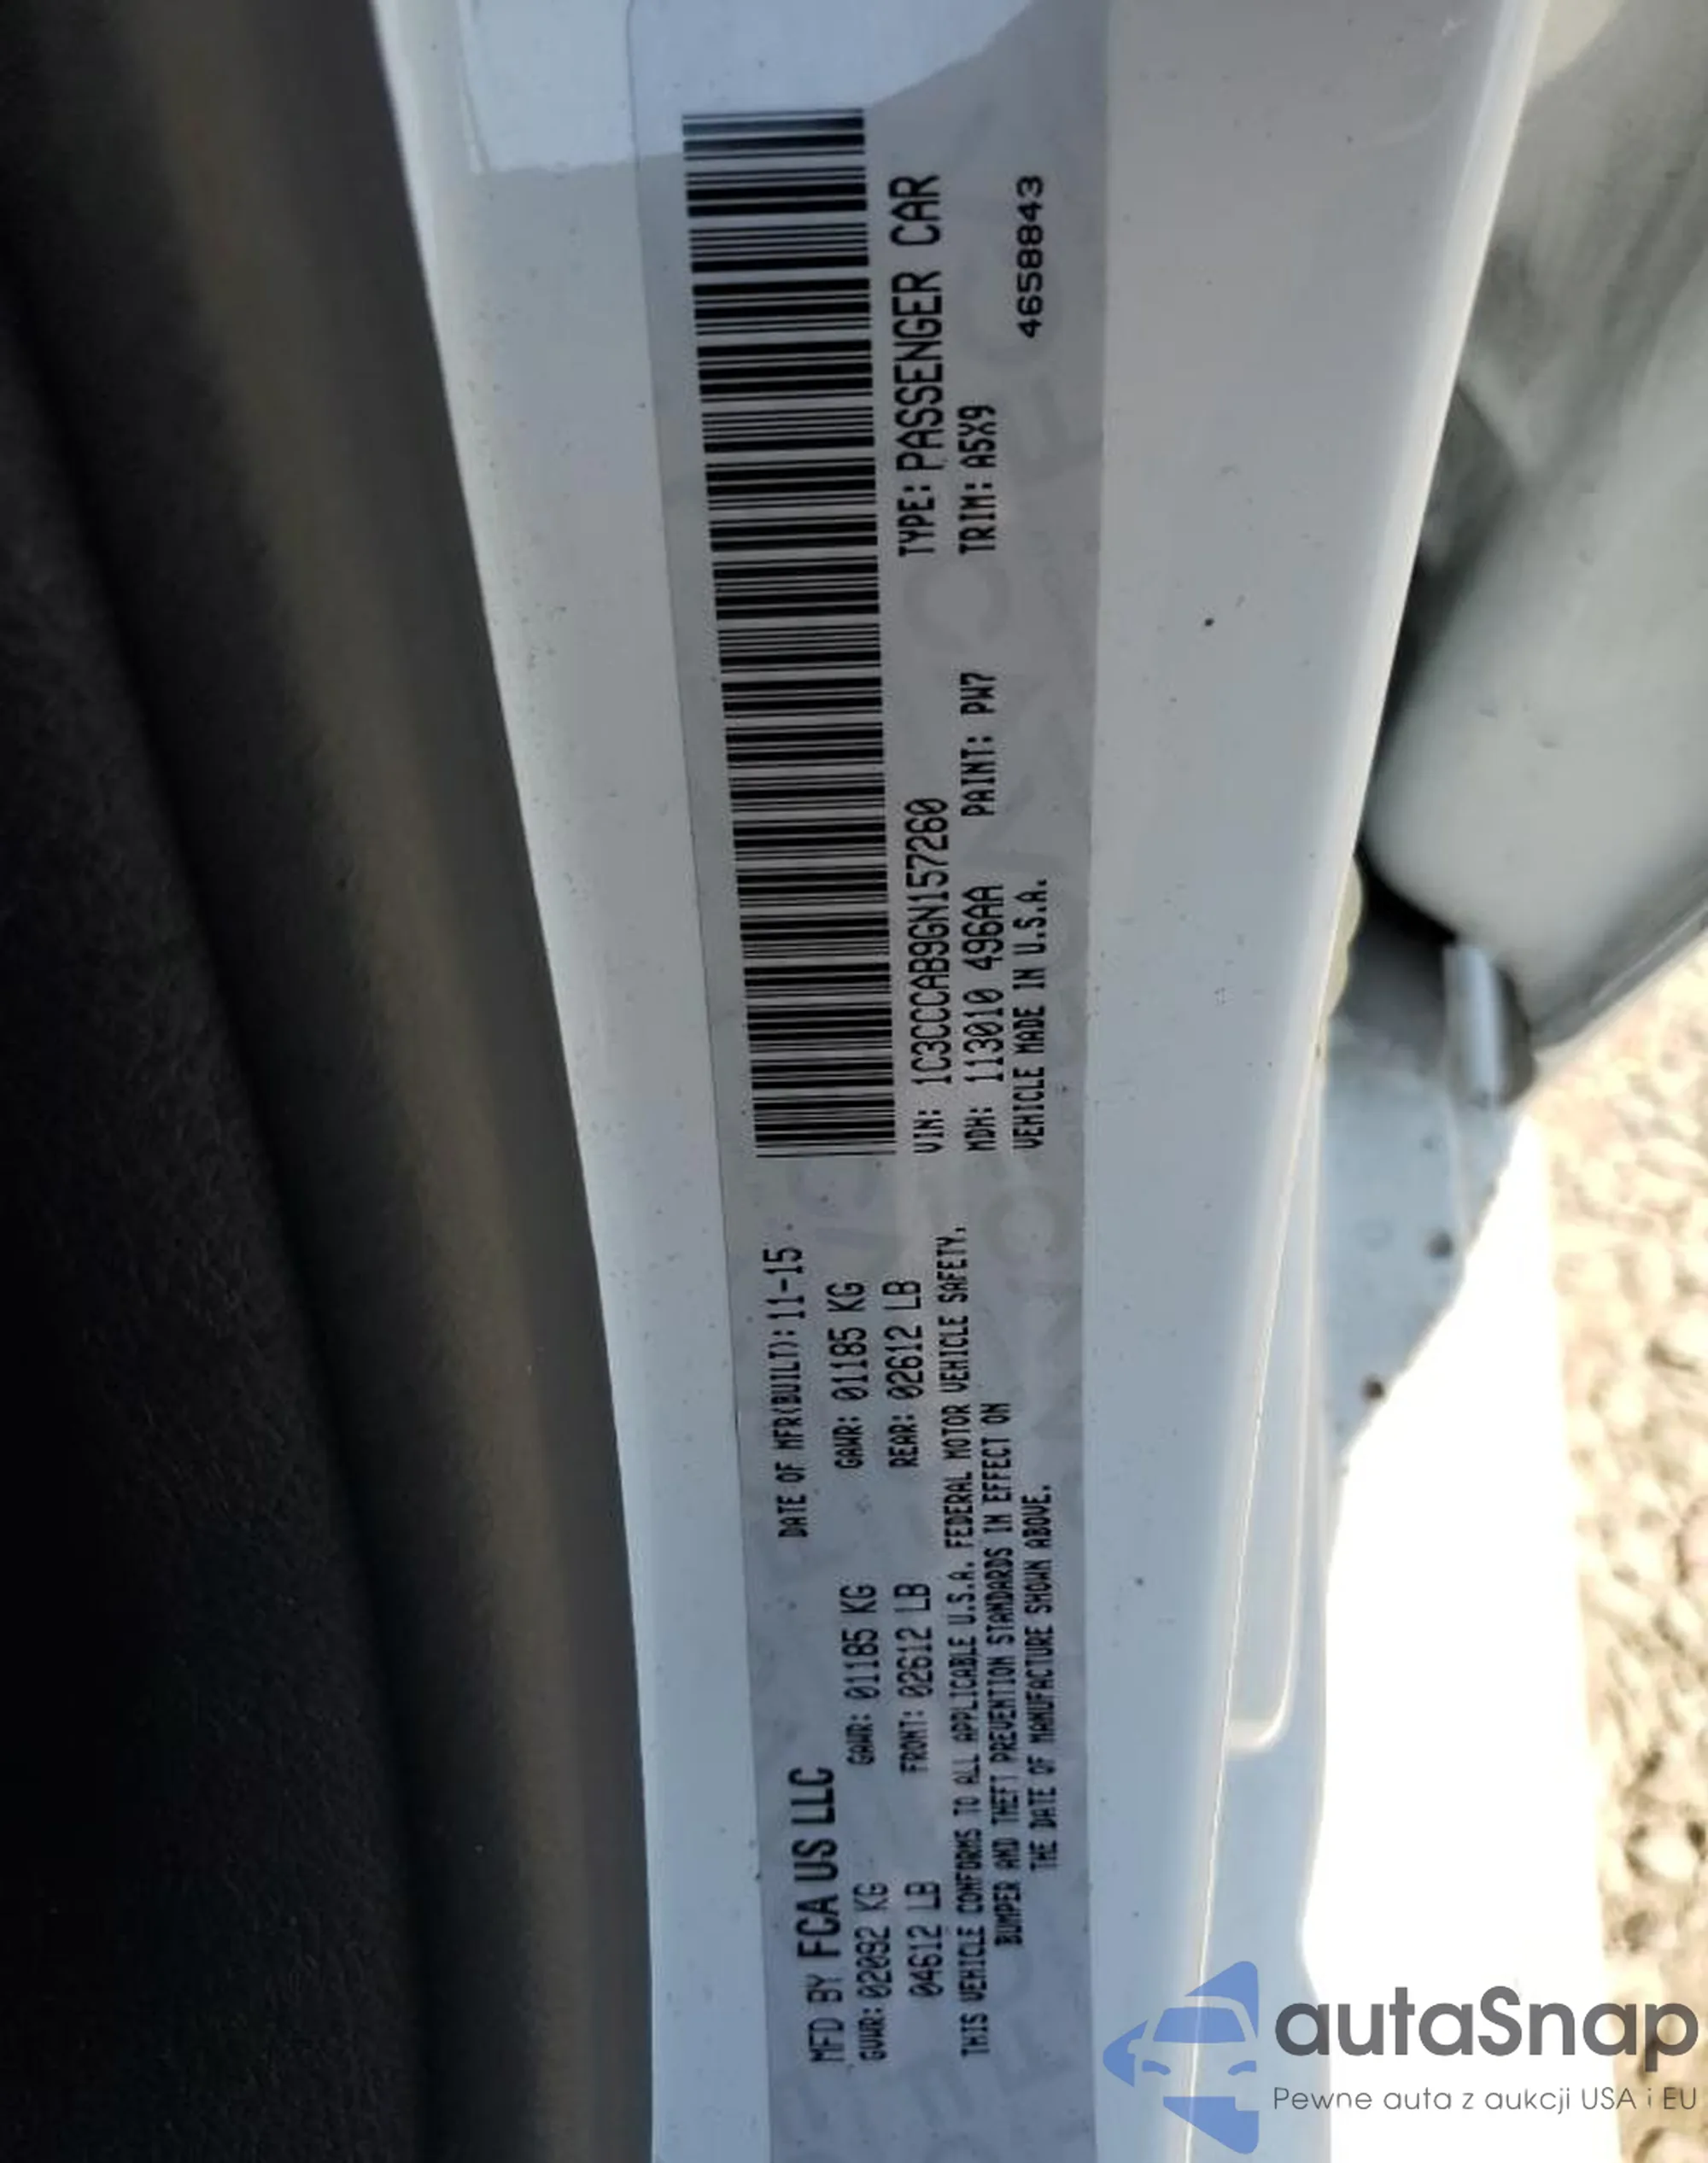 MFD BY FCA US LLC
DATE OF MFR(BUILT):11-15
GVWR:02092 KG
GAWR: 01185 KG
GAWR: 01185 KG
04612 LB
FRONT: 02612 LB
REAR: 02612 LB
THIS VEHICLE CONFORMS TO ALL APPLICABLE U.S.A. FEDERAL MOTOR VEHICLE SAFETY,
BUMPER AND THEFT PREVENTION STANDARDS IN EFFECT ON
THE DATE OF MANUFACTURE SHOWN ABOVE.
VIN: 1C3CCCAB9GN157260
TYPE: PASSENGER CAR
MDH: 113010 496AA
PAINT: PW7
TRIM: A5X9
VEHICLE MADE IN U.S.A.
4658843
autaSnap
Pewne auta z aukcji USA i EU